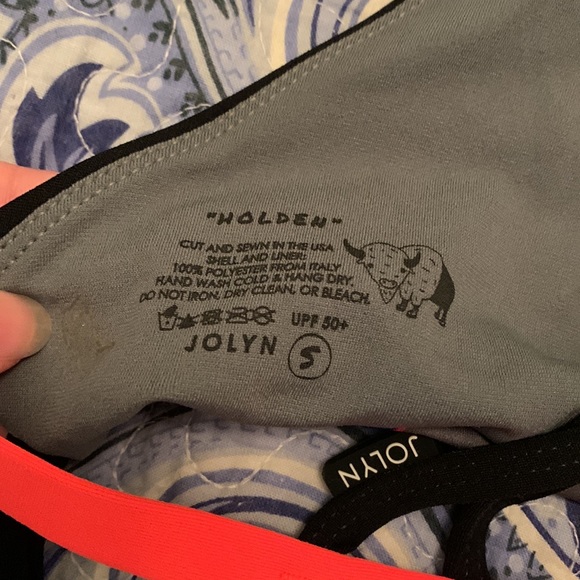 "HOLDEN"
CUT AND SEWN IN THE USA
SHELL AND LINER:
100% POLYESTER FROM ITALY
HAND WASH COLD & HANG DRY.
DO NOT IRON, DRY CLEAN, OR BLEACH.
UPF 50+
JOLYN S
JOLYN